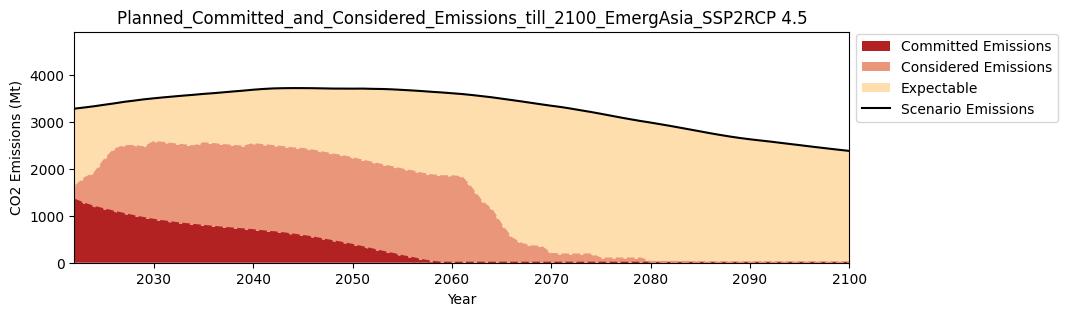 Planned_Committed_and_Considered_Emissions_till_2100_EmergAsia_SSP2RCP 4.5
CO2 Emissions (Mt)
4000
3000
2000
1000
0
2030
2040
2050
2060
2070
2080
2090
2100
Year
Committed Emissions
Considered Emissions
Expectable
Scenario Emissions